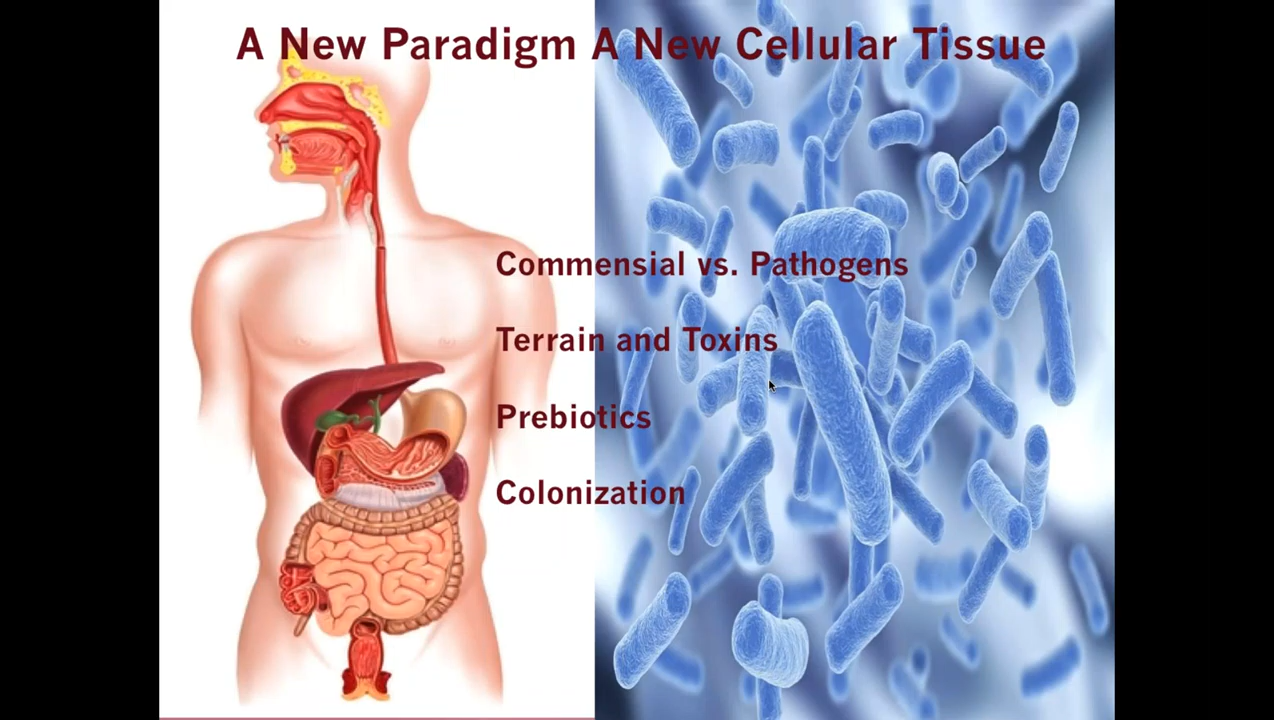 A New Paradigm A New Cellular Tissue
Commensial vs. Pathogens
Terrain and Toxins
Prebiotics
Colonization